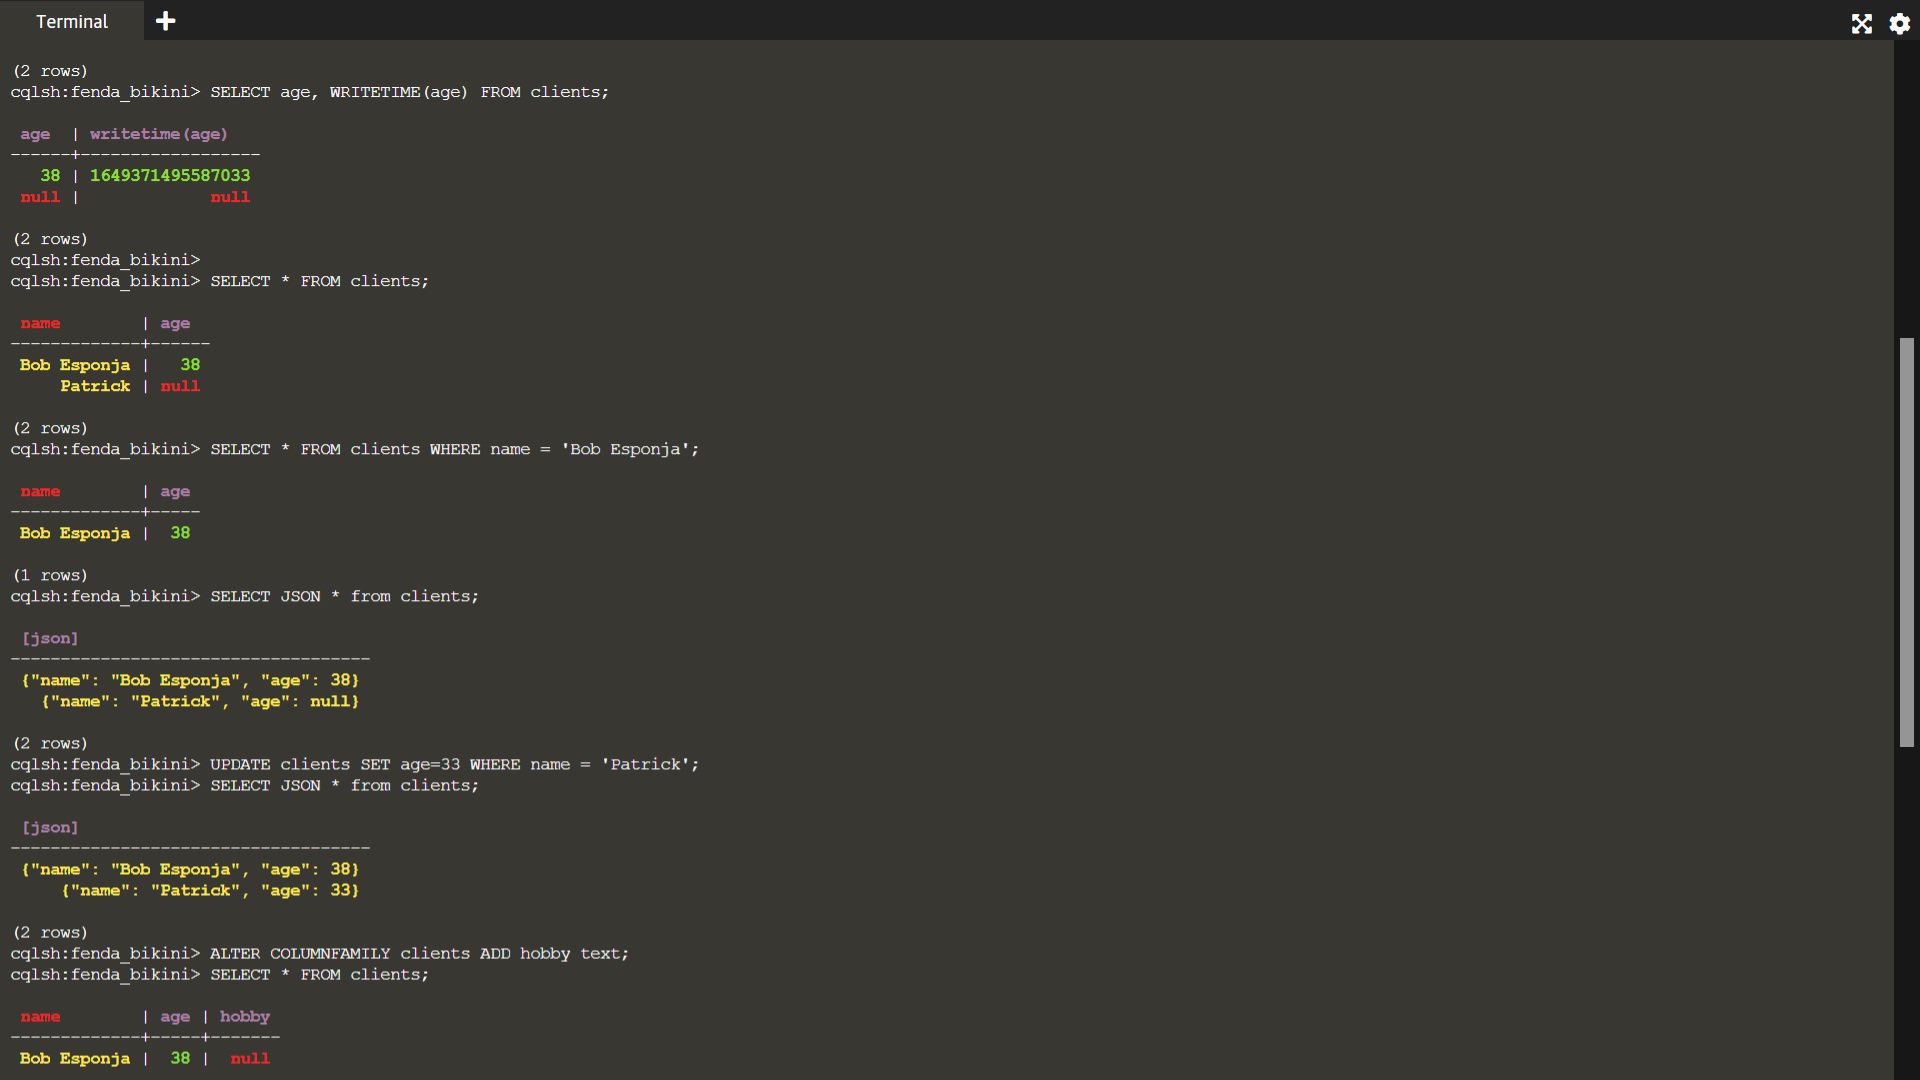 Terminal
(2 rows)
cqlsh:fenda_bikini> SELECT age, WRITETIME(age) FROM clients;
 age  | writetime(age)
------+------------------
   38 | 1649371495587033
 null |             null
(2 rows)
cqlsh:fenda_bikini>
cqlsh:fenda_bikini> SELECT * FROM clients;
 name        | age
-------------+------
 Bob Esponja |   38
     Patrick | null
(2 rows)
cqlsh:fenda_bikini> SELECT * FROM clients WHERE name = 'Bob Esponja';
 name        | age
-------------+-----
 Bob Esponja |  38
(1 rows)
cqlsh:fenda_bikini> SELECT JSON * from clients;
 [json]
------------------------------------
 {"name": "Bob Esponja", "age": 38}
   {"name": "Patrick", "age": null}
(2 rows)
cqlsh:fenda_bikini> UPDATE clients SET age=33 WHERE name = 'Patrick';
cqlsh:fenda_bikini> SELECT JSON * from clients;
 [json]
------------------------------------
 {"name": "Bob Esponja", "age": 38}
     {"name": "Patrick", "age": 33}
(2 rows)
cqlsh:fenda_bikini> ALTER COLUMNFAMILY clients ADD hobby text;
cqlsh:fenda_bikini> SELECT * FROM clients;
 name        | age | hobby
-------------+-----+-------
 Bob Esponja |  38 |  null